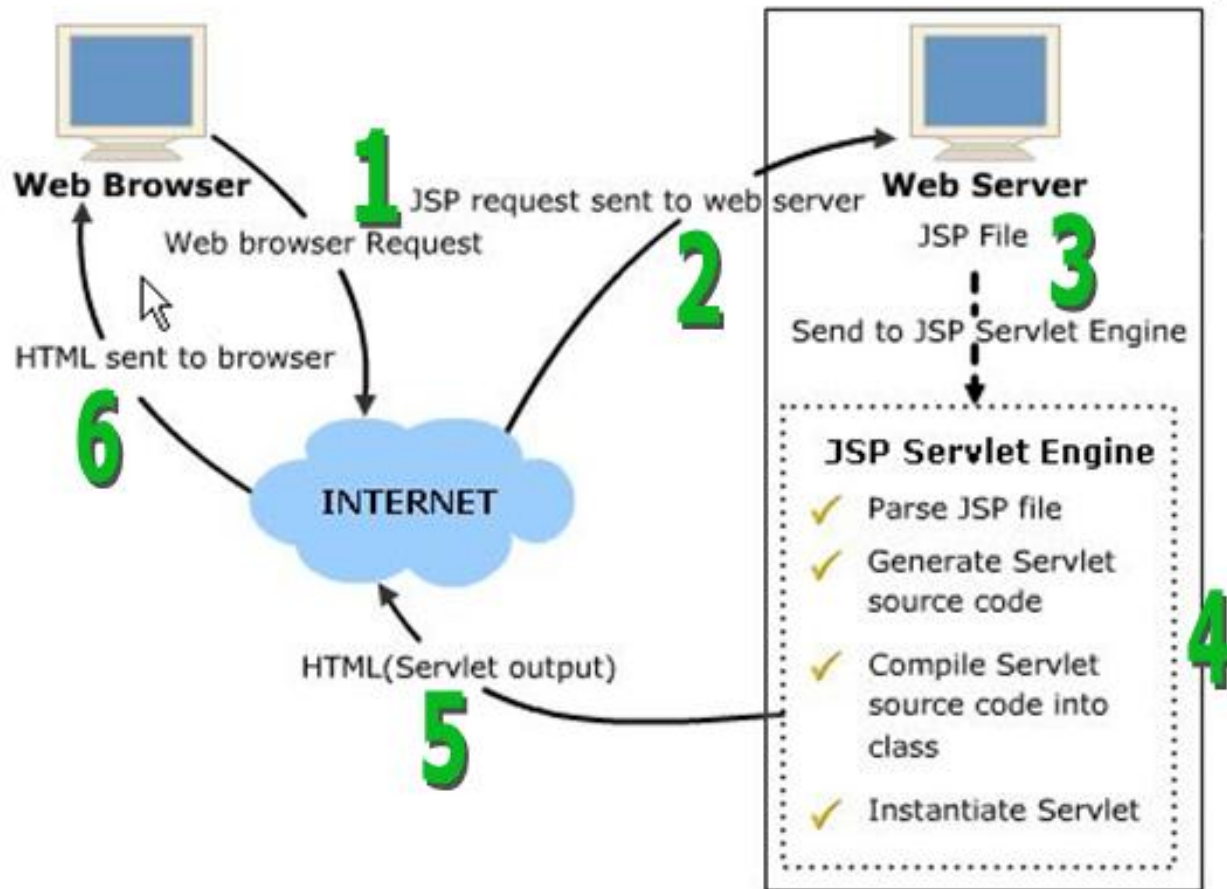 1
Web Browser
Web Server
JSP request sent to web server
Web browser Request
2
JSP File
3
Send to JSP Servlet Engine
HTML sent to browser
6
INTERNET
JSP Servlet Engine
Parse JSP file
Generate Servlet
source code
Compile Servlet
source code into
class
Instantiate Servlet
4
HTML(Servlet output)
5